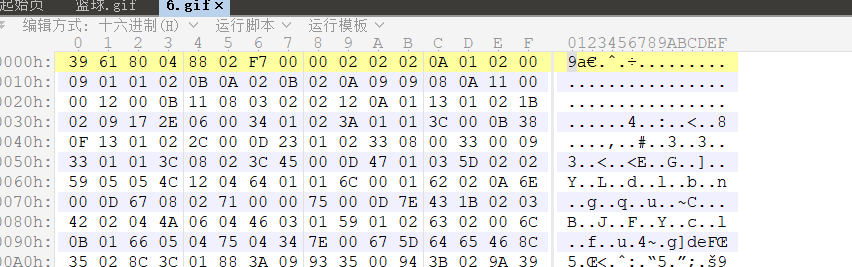 起始页 篮球.gif 6.gif ×
编辑方式: 十六进制(H) 运行脚本 运行模板
0 1 2 3 4 5 6 7 8 9 A B C D E F 0123456789ABCDEF
0000h: 39 61 80 04 88 02 F7 00 00 02 02 02 0A 01 02 00 9a€.ˆ.÷.........
0010h: 09 01 01 02 0B 0A 02 0B 02 0A 09 09 08 0A 11 00 ................
0020h: 00 12 00 0B 11 08 03 02 02 12 0A 01 13 01 02 1B ................
0030h: 02 09 17 2E 06 00 34 01 02 3A 01 01 3C 00 0B 38 ......4..:..<..8
0040h: 0F 13 01 02 2C 00 0D 23 01 02 33 08 00 33 00 09 ....,..#..3..3..
0050h: 33 01 01 3C 08 02 3C 45 00 0D 47 01 03 5D 02 02 3..<..<E..G..]..
0060h: 59 05 05 4C 12 04 64 01 01 6C 00 01 62 02 0A 6E Y..L..d..l..b..n
0070h: 00 0D 67 08 02 71 00 00 75 00 0D 7E 43 1B 02 03 ..g..q..u..~C...
0080h: 42 02 04 4A 06 04 46 03 01 59 01 02 63 02 00 6C B..J..F..Y..c..l
0090h: 0B 01 66 05 04 75 04 34 7E 00 67 5D 64 65 46 8C ..f..u.4~.g]deFŒ
00A0h: 35 02 8C 3C 01 88 3A 09 93 35 00 94 3B 02 9A 39 5.Œ<.ˆ:.“5.”;.š9